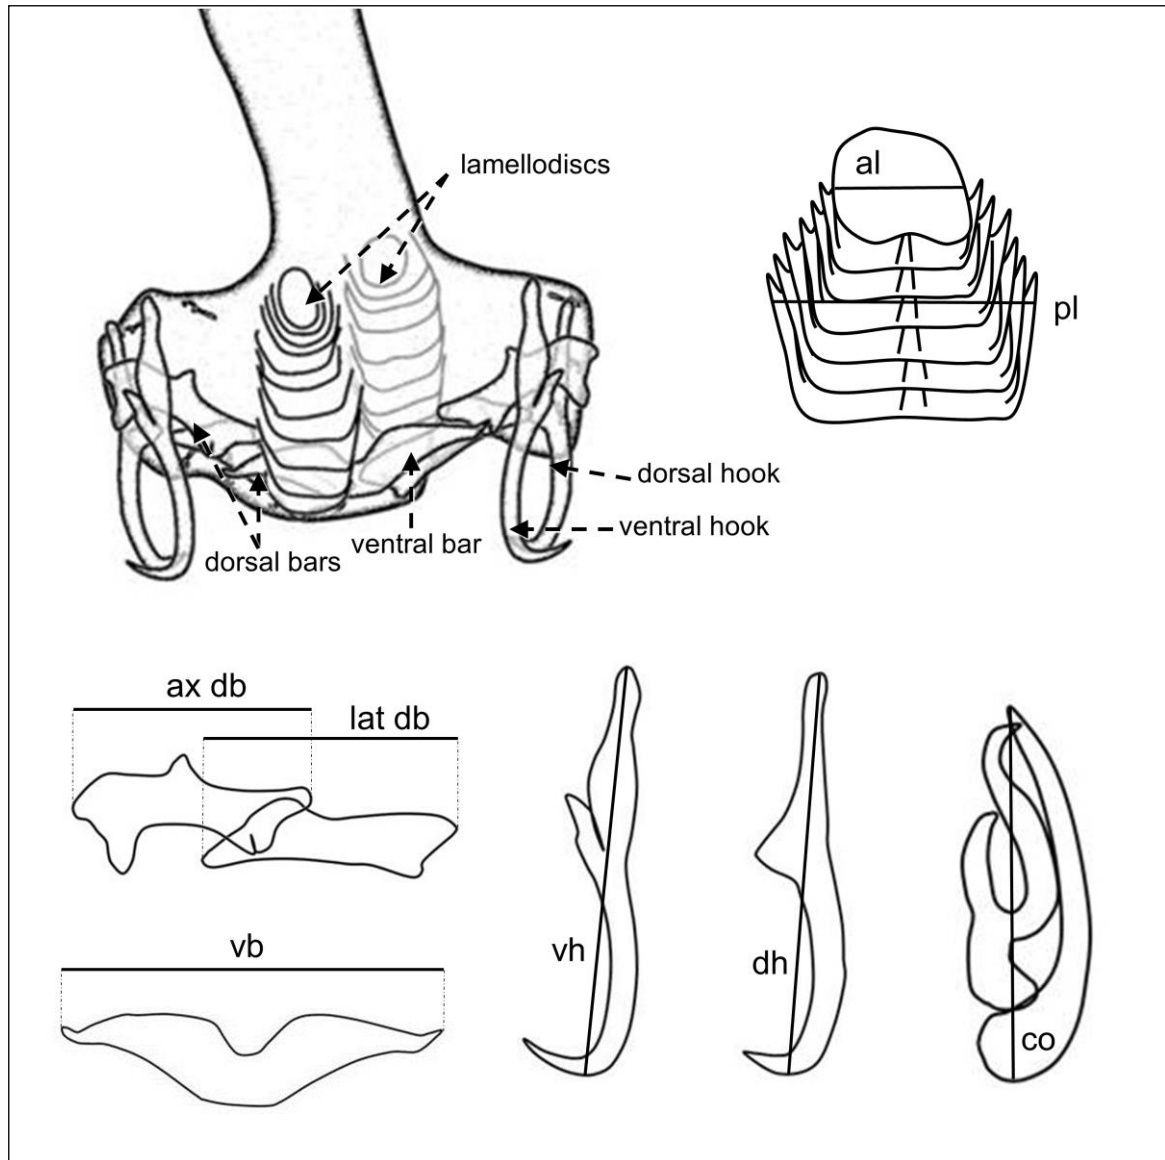 lamellodiscs
al
pl
dorsal hook
ventral hook
ventral bar
dorsal bars
ax db
lat db
vb
vh
dh
co